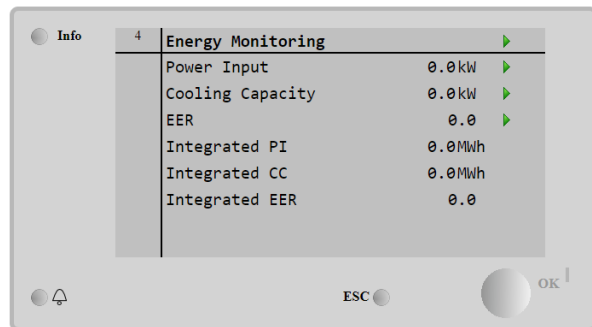 Info
4 Energy Monitoring
Power Input 0.0kW
Cooling Capacity 0.0kW
EER 0.0
Integrated PI 0.0MWh
Integrated CC 0.0MWh
Integrated EER 0.0
ESC
OK